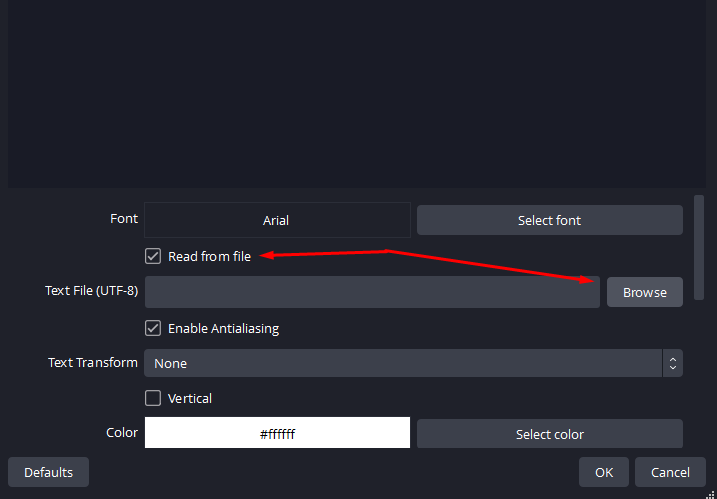 Font
Arial
Select font
Read from file
Text File (UTF-8)
Browse
Enable Antialiasing
Text Transform
None
Vertical
Color
#ffffff
Select color
Defaults
OK
Cancel